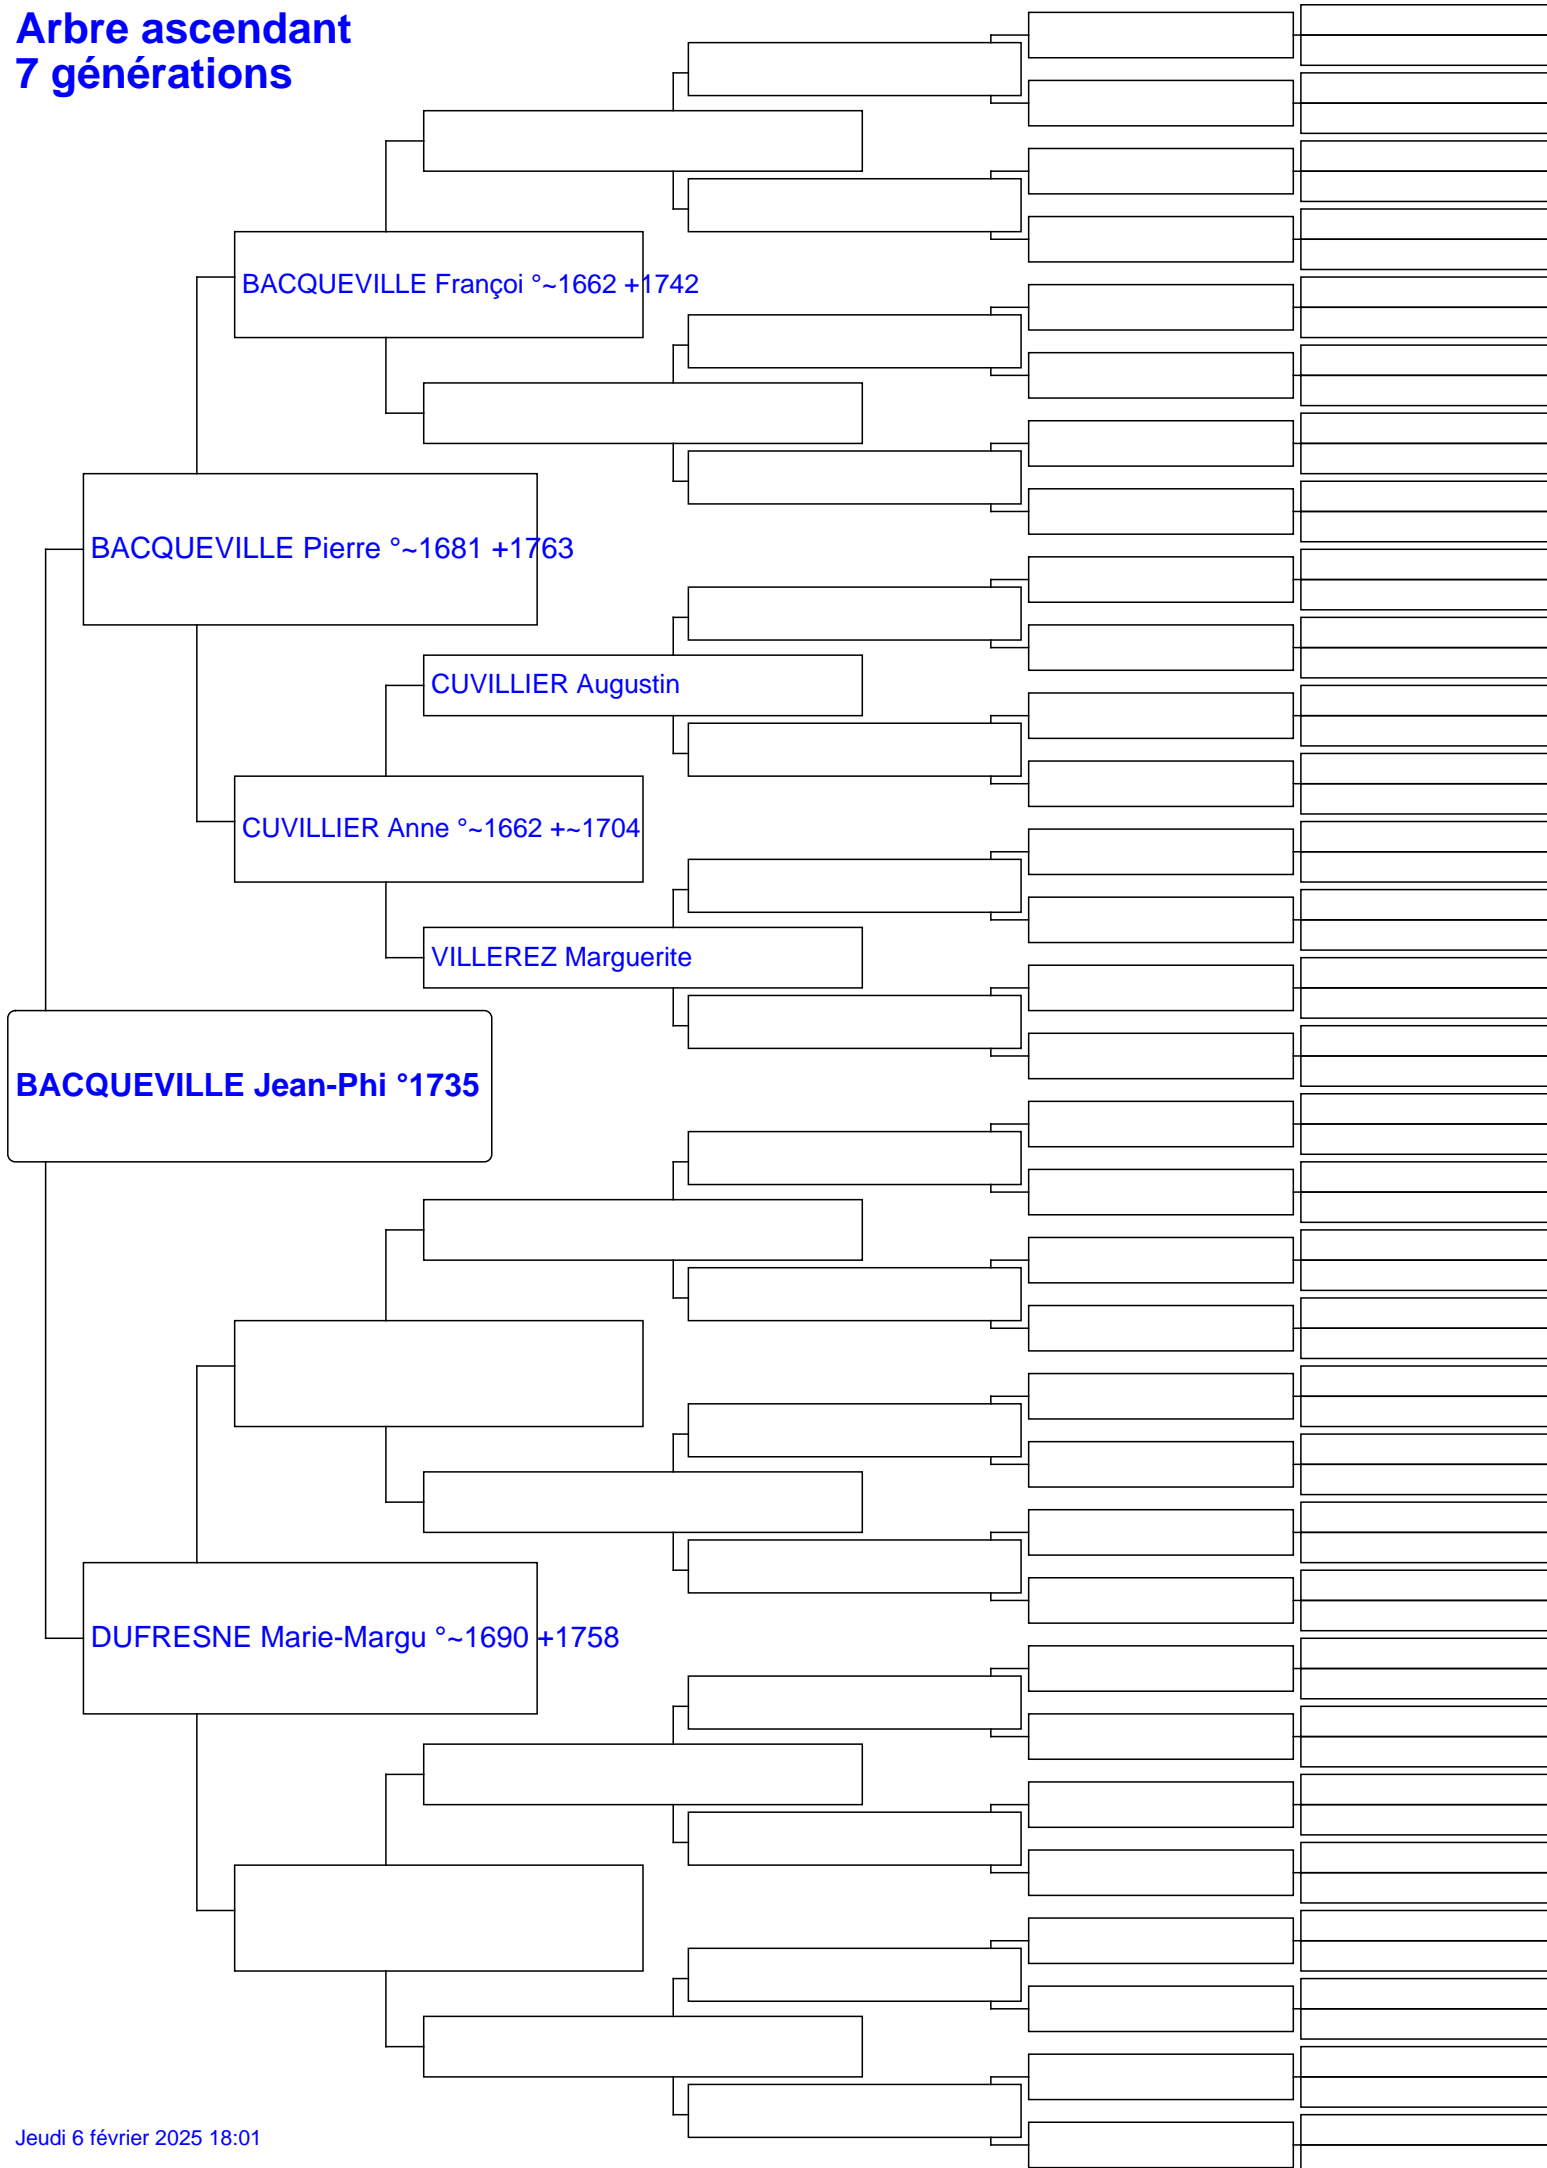 Arbre ascendant
7 générations
BACQUEVILLE Françoi °~1662 +1742
BACQUEVILLE Pierre °~1681 +1763
CUVILLIER Augustin
CUVILLIER Anne °~1662 +~1704
VILLEREZ Marguerite
BACQUEVILLE Jean-Phi °1735
DUFRESNE Marie-Margu °~1690 +1758
Jeudi 6 février 2025 18:01